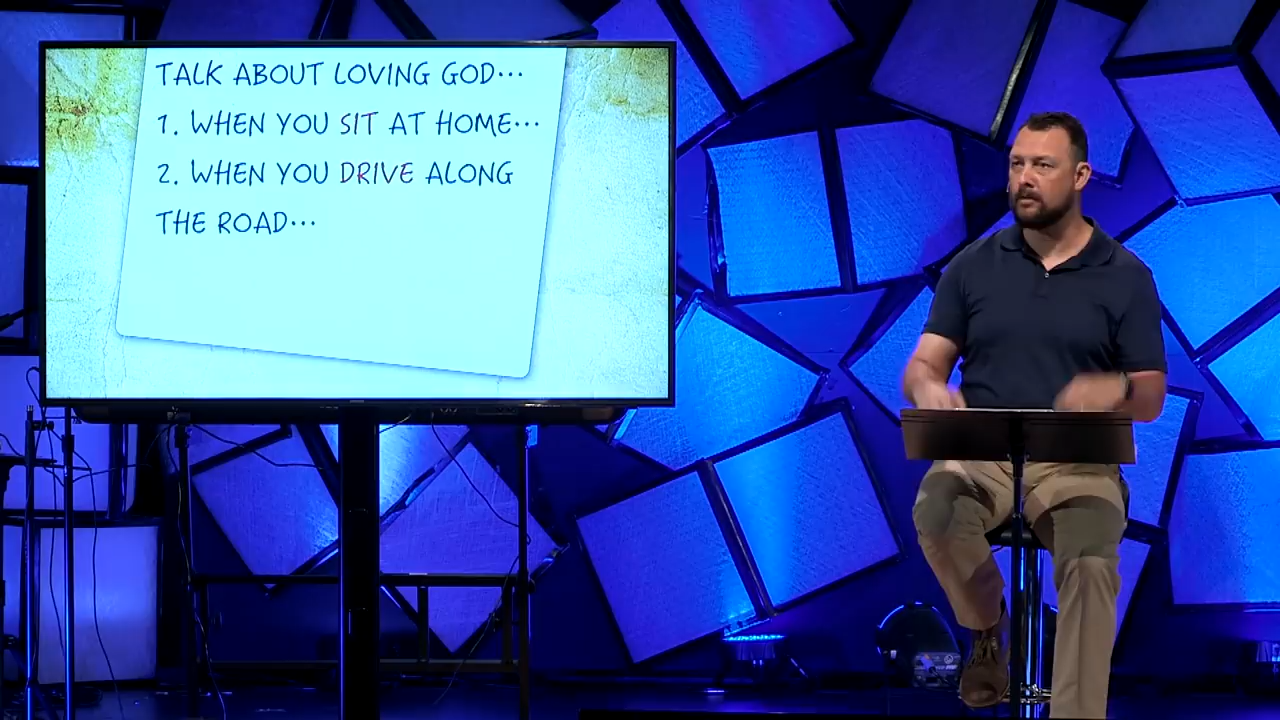 TALK ABOUT LOVING GOD...
1. WHEN YOU SIT AT HOME...
2. WHEN YOU DRIVE ALONG
THE ROAD...